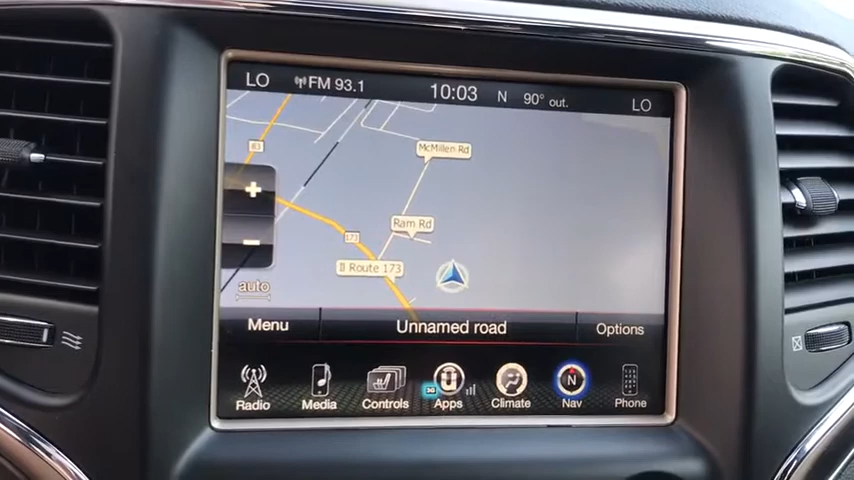 LO FM 93.1 10:03 N 90° out. LO
83
McMillen Rd
Ram Rd
173
Route 173
auto
Menu Unnamed road Options
Radio Media Controls 3G Apps Climate N Nav Phone